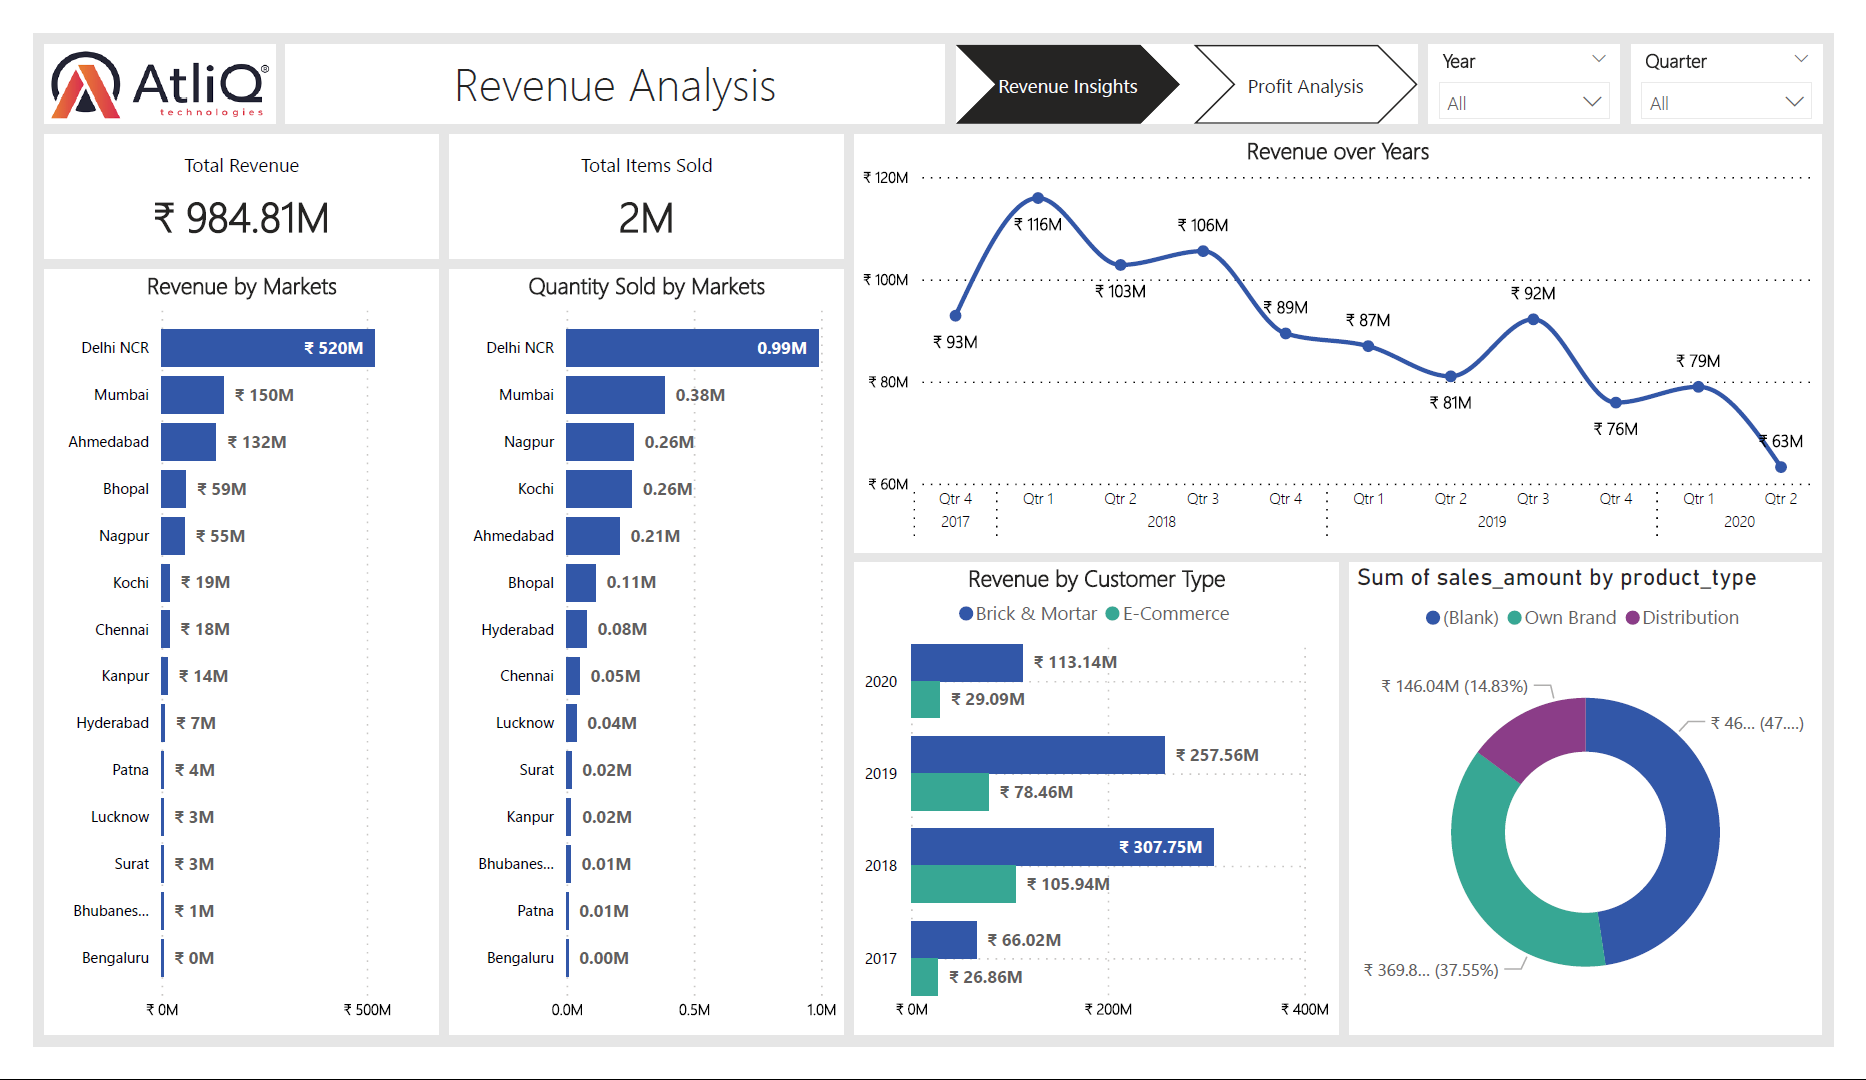 AtliQ®
technologies
Revenue Analysis
Revenue Insights
Profit Analysis
Year
All
Quarter
All
Total Revenue
₹ 984.81M
Total Items Sold
2M
Revenue by Markets
Delhi NCR ₹ 520M
Mumbai ₹ 150M
Ahmedabad ₹ 132M
Bhopal ₹ 59M
Nagpur ₹ 55M
Kochi ₹ 19M
Chennai ₹ 18M
Kanpur ₹ 14M
Hyderabad ₹ 7M
Patna ₹ 4M
Lucknow ₹ 3M
Surat ₹ 3M
Bhubanes... ₹ 1M
Bengaluru ₹ 0M
₹ 0M ₹ 500M
Quantity Sold by Markets
Delhi NCR 0.99M
Mumbai 0.38M
Nagpur 0.26M
Kochi 0.26M
Ahmedabad 0.21M
Bhopal 0.11M
Hyderabad 0.08M
Chennai 0.05M
Lucknow 0.04M
Surat 0.02M
Kanpur 0.02M
Bhubanes... 0.01M
Patna 0.01M
Bengaluru 0.00M
0.0M 0.5M 1.0M
Revenue over Years
₹ 120M
₹ 100M
₹ 80M
₹ 60M
₹ 93M
₹ 116M
₹ 103M
₹ 106M
₹ 89M
₹ 87M
₹ 81M
₹ 92M
₹ 76M
₹ 79M
₹ 63M
Qtr 4 Qtr 1 Qtr 2 Qtr 3 Qtr 4 Qtr 1 Qtr 2 Qtr 3 Qtr 4 Qtr 1 Qtr 2
2017 2018 2019 2020
Revenue by Customer Type
Brick & Mortar E-Commerce
2020
₹ 113.14M
₹ 29.09M
2019
₹ 257.56M
₹ 78.46M
2018
₹ 307.75M
₹ 105.94M
2017
₹ 66.02M
₹ 26.86M
₹ 0M ₹ 200M ₹ 400M
Sum of sales_amount by product_type
(Blank) Own Brand Distribution
₹ 146.04M (14.83%)
₹ 46... (47....)
₹ 369.8... (37.55%)